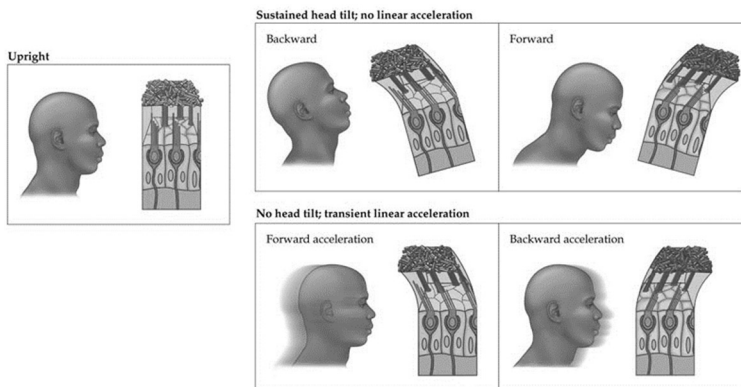 Upright
Sustained head tilt; no linear acceleration
Backward
Forward
No head tilt; transient linear acceleration
Forward acceleration
Backward acceleration